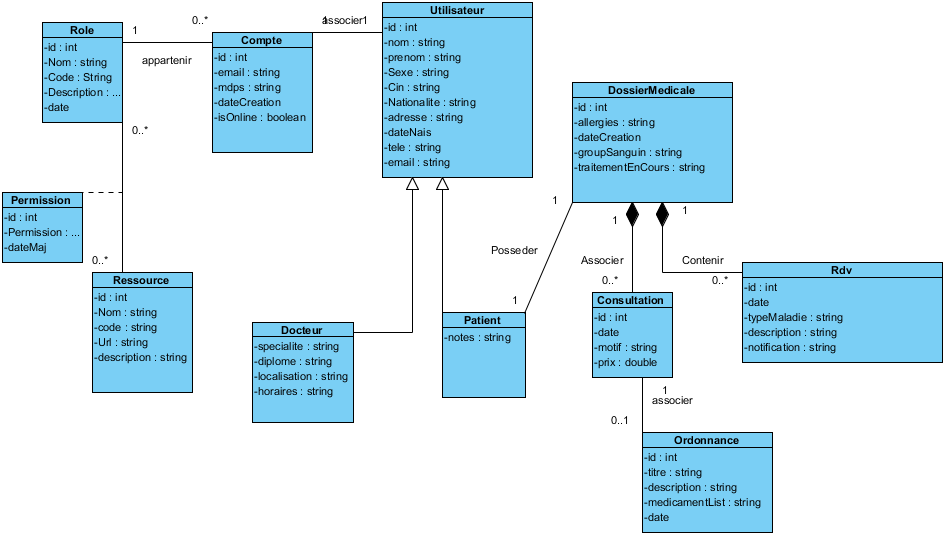 Role
-id : int
-Nom : string
-Code : String
-Description : ...
-date
1
0..*
appartenir
Compte
-id : int
-email : string
-mdps : string
-dateCreation
-isOnline : boolean
1
associer
1
Utilisateur
-id : int
-nom : string
-prenom : string
-Sexe : string
-Cin : string
-Nationalite : string
-adresse : string
-dateNais
-tele : string
-email : string
DossierMedicale
-id : int
-allergies : string
-dateCreation
-groupSanguin : string
-traitementEnCours : string
0..*
Permission
-id : int
-Permission : ...
-dateMaj
0..*
Ressource
-id : int
-Nom : string
-code : string
-Url : string
-description : string
Docteur
-specialite : string
-diplome : string
-localisation : string
-horaires : string
1
Posseder
1
Patient
-notes : string
1
Associer
0..*
1
Contenir
0..*
Consultation
-id : int
-date
-motif : string
-prix : double
Rdv
-id : int
-date
-typeMaladie : string
-description : string
-notification : string
1
associer
0..1
Ordonnance
-id : int
-titre : string
-description : string
-medicamentList : string
-date